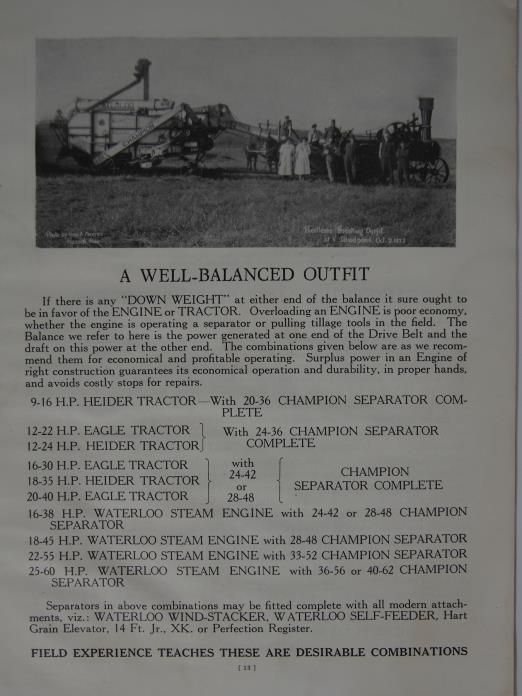 CHAMPION
A WELL-BALANCED OUTFIT
If there is any "DOWN WEIGHT" at either end of the balance it sure ought to
be in favor of the ENGINE or TRACTOR. Overloading an ENGINE is poor economy,
whether the engine is operating a separator or pulling tillage tools in the field. The
Balance we refer to here is the power generated at one end of the Drive Belt and the
draft on this power at the other end. The combinations given below are as we recom-
mend them for economical and profitable operating. Surplus power in an Engine of
right construction guarantees its economical operation and durability, in proper hands,
and avoids costly stops for repairs.
9-16 H.P. HEIDER TRACTOR—With 20-36 CHAMPION SEPARATOR COM-
PLETE
12-22 H.P. EAGLE TRACTOR
12-24 H.P. HEIDER TRACTOR
With 24-36 CHAMPION SEPARATOR
COMPLETE
16-30 H.P. EAGLE TRACTOR
18-35 H.P. HEIDER TRACTOR
20-40 H.P. EAGLE TRACTOR
with
24-42
or
28-48
CHAMPION
SEPARATOR COMPLETE
16-38 H.P. WATERLOO STEAM ENGINE with 24-42 or 28-48 CHAMPION
SEPARATOR
18-45 H.P. WATERLOO STEAM ENGINE with 28-48 CHAMPION SEPARATOR
22-55 H.P. WATERLOO STEAM ENGINE with 33-52 CHAMPION SEPARATOR
25-60 H.P. WATERLOO STEAM ENGINE with 36-56 or 40-62 CHAMPION
SEPARATOR
Separators in above combinations may be fitted complete with all modern attach-
ments, viz.: WATERLOO WIND-STACKER, WATERLOO SELF-FEEDER, Hart
Grain Elevator, 14 Ft. Jr., XK. or Perfection Register.
FIELD EXPERIENCE TEACHES THESE ARE DESIRABLE COMBINATIONS
[ 13 ]